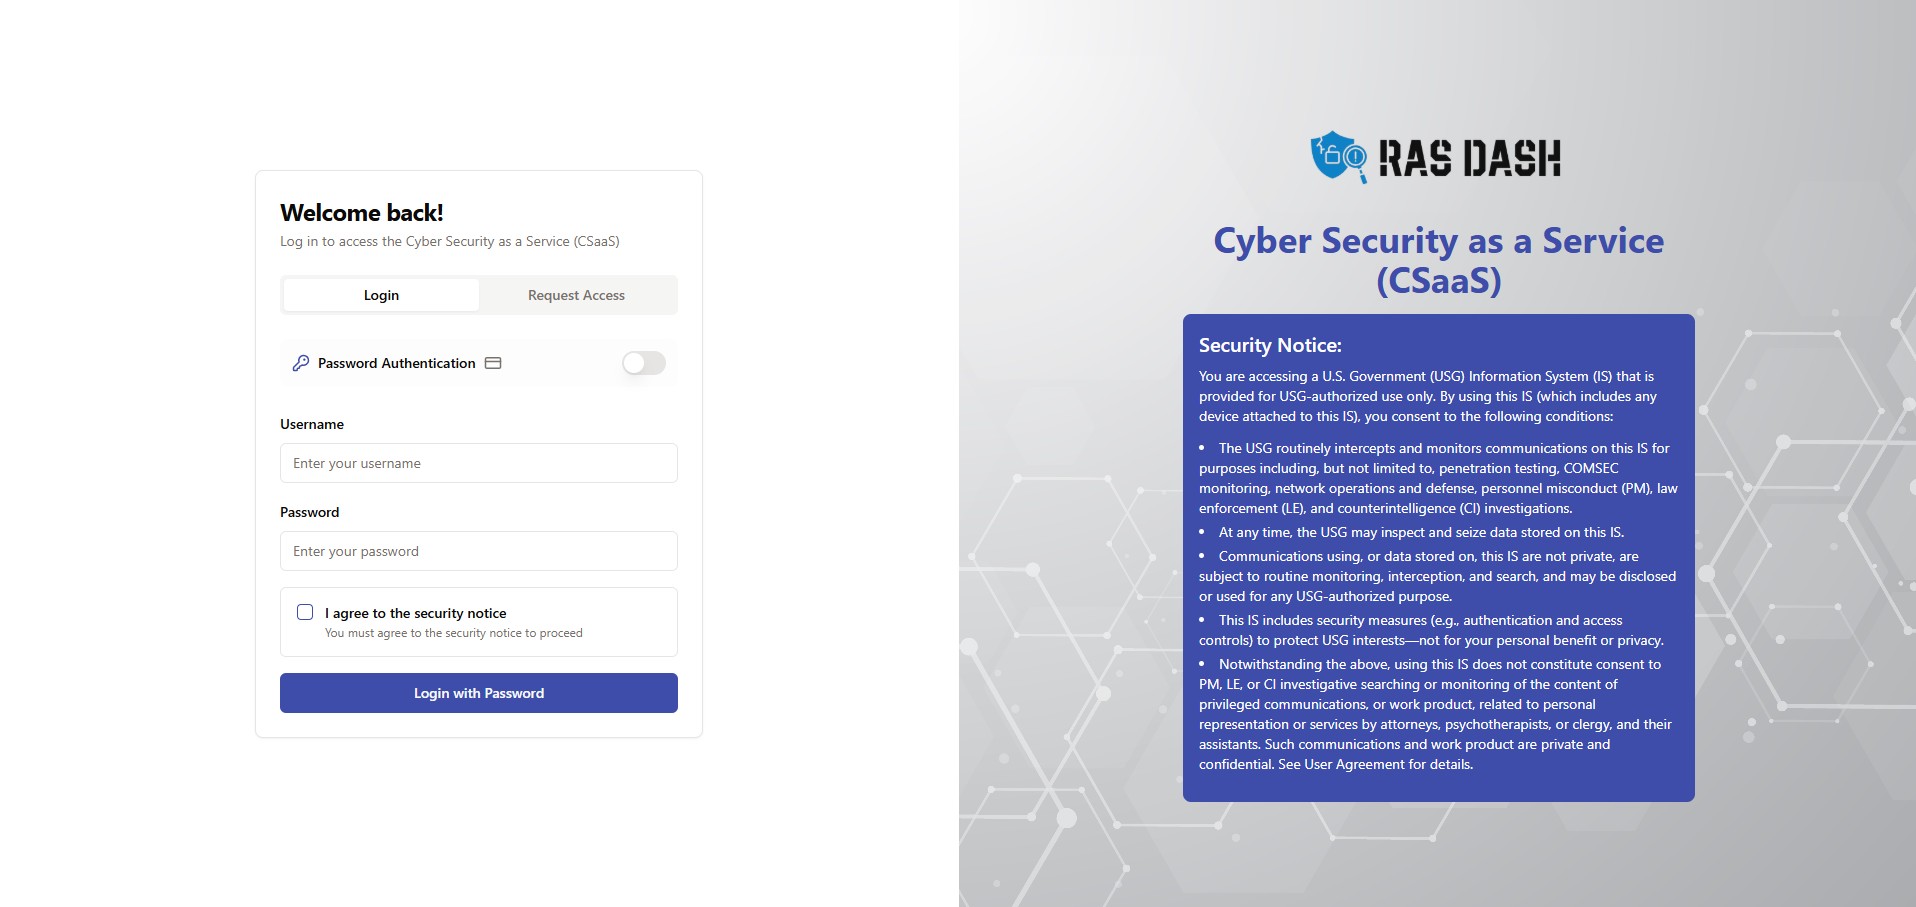 Welcome back!
Log in to access the Cyber Security as a Service (CSaaS)
Login
Request Access
Password Authentication
Username
Enter your username
Password
Enter your password
I agree to the security notice
You must agree to the security notice to proceed
Login with Password
RAS DASH
Cyber Security as a Service
(CSaaS)
Security Notice:
You are accessing a U.S. Government (USG) Information System (IS) that is
provided for USG-authorized use only. By using this IS (which includes any
device attached to this IS), you consent to the following conditions:
• The USG routinely intercepts and monitors communications on this IS for
purposes including, but not limited to, penetration testing, COMSEC
monitoring, network operations and defense, personnel misconduct (PM), law
enforcement (LE), and counterintelligence (CI) investigations.
• At any time, the USG may inspect and seize data stored on this IS.
• Communications using, or data stored on, this IS are not private, are
subject to routine monitoring, interception, and search, and may be disclosed
or used for any USG-authorized purpose.
• This IS includes security measures (e.g., authentication and access
controls) to protect USG interests—not for your personal benefit or privacy.
• Notwithstanding the above, using this IS does not constitute consent to
PM, LE, or CI investigative searching or monitoring of the content of
privileged communications, or work product, related to personal
representation or services by attorneys, psychotherapists, or clergy, and their
assistants. Such communications and work product are private and
confidential. See User Agreement for details.